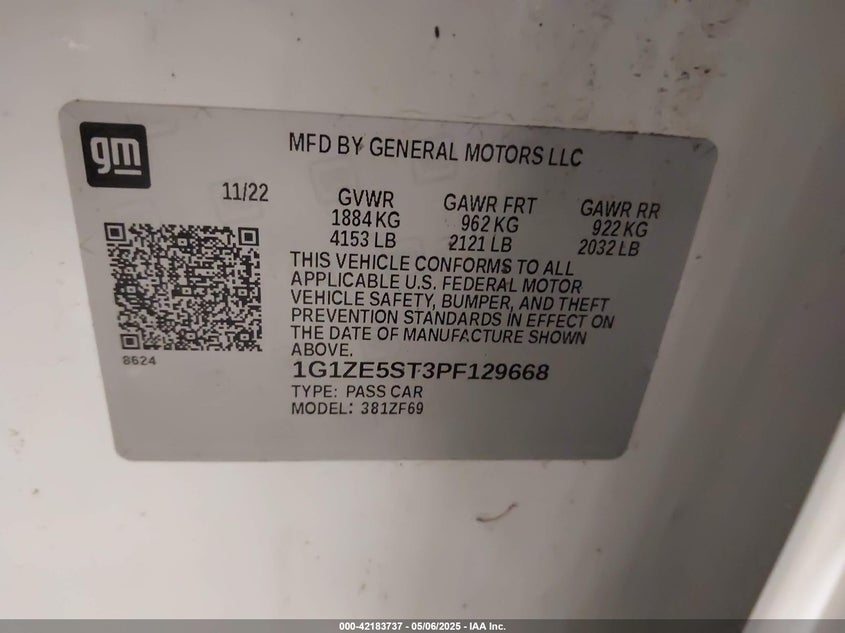 gm
MFD BY GENERAL MOTORS LLC
11/22
GVWR
1884 KG
4153 LB
GAWR FRT
962 KG
2121 LB
GAWR RR
922 KG
2032 LB
THIS VEHICLE CONFORMS TO ALL
APPLICABLE U.S. FEDERAL MOTOR
VEHICLE SAFETY, BUMPER, AND THEFT
PREVENTION STANDARDS IN EFFECT ON
THE DATE OF MANUFACTURE SHOWN
ABOVE.
8624
1G1ZE5ST3PF129668
TYPE: PASS CAR
MODEL: 381ZF69
000-42183737 - 05/06/2025 - IAA Inc.